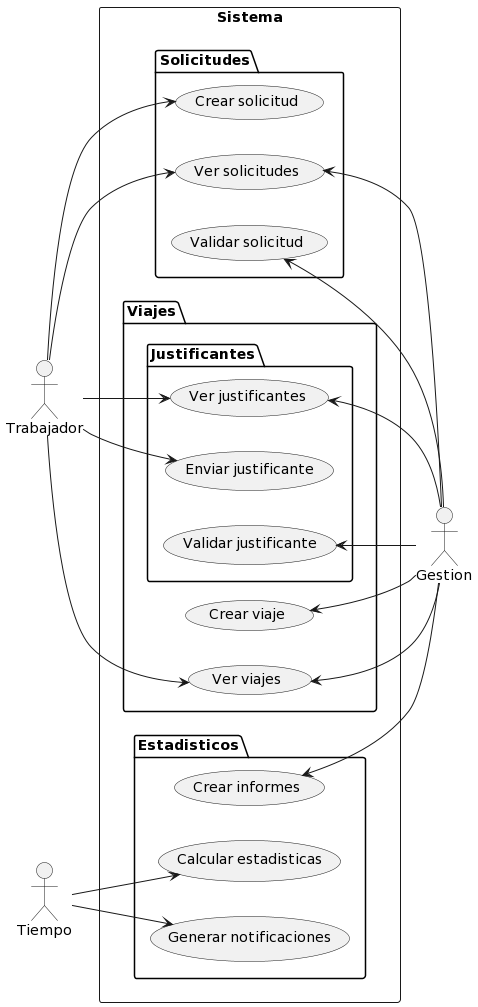 Sistema
Solicitudes
Crear solicitud
Ver solicitudes
Validar solicitud
Viajes
Justificantes
Ver justificantes
Trabajador
Enviar justificante
Validar justificante
Gestion
Crear viaje
Ver viajes
Estadisticos
Crear informes
Calcular estadisticas
Tiempo
Generar notificaciones